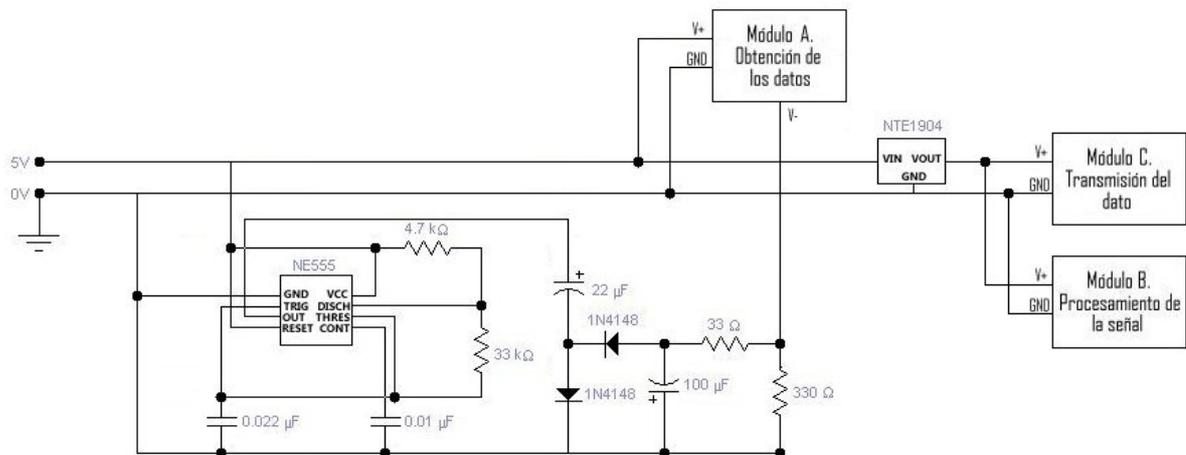 V+
GND
Módulo A.
Obtención de
los datos
V-
NTE1904
5V
VIN VOUT
GND
V+
GND
Módulo C.
Transmisión del
dato
0V
4.7 kΩ
NE555
GND VCC
TRIG DISCH
OUT THRES
RESET CONT
+
22 µF
V+
GND
Módulo B.
Procesamiento de
la señal
1N4148
33 Ω
33 kΩ
1N4148
100 µF
+
330 Ω
0.022 µF
0.01 µF